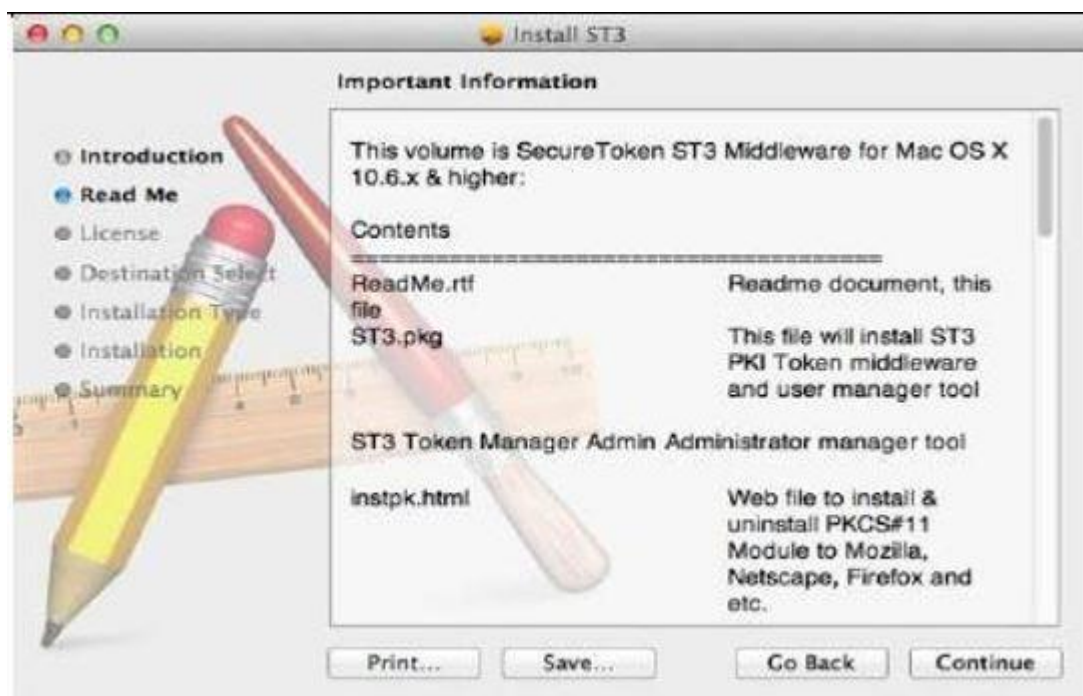 Install ST3
Important Information
Introduction
Read Me
License
Destination Select
Installation Type
Installation
Summary
This volume is SecureToken ST3 Middleware for Mac OS X
10.6.x & higher:
Contents
========================================
ReadMe.rtf Readme document, this
file
ST3.pkg This file will install ST3
PKI Token middleware
and user manager tool
ST3 Token Manager Admin Administrator manager tool
instpk.html Web file to install &
uninstall PKCS#11
Module to Mozilla,
Netscape, Firefox and
etc.
Print... Save... Go Back Continue